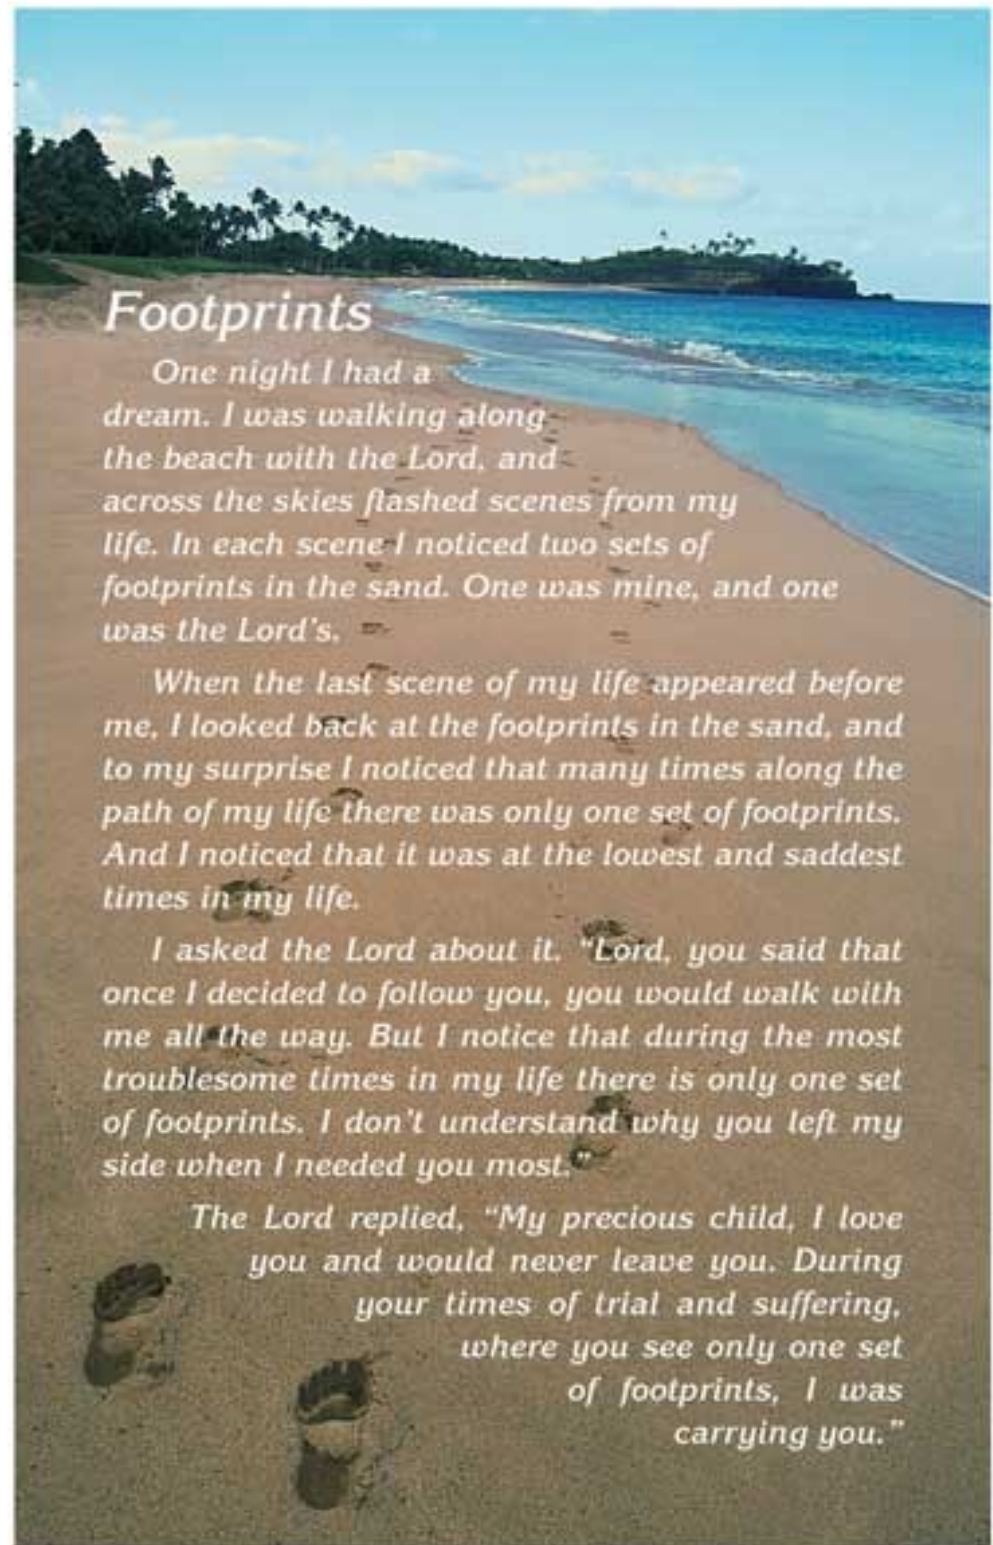 Footprints
One night I had a
dream. I was walking along
the beach with the Lord, and
across the skies flashed scenes from my
life. In each scene I noticed two sets of
footprints in the sand. One was mine, and one
was the Lord's.
When the last scene of my life appeared before
me, I looked back at the footprints in the sand, and
to my surprise I noticed that many times along the
path of my life there was only one set of footprints.
And I noticed that it was at the lowest and saddest
times in my life.
I asked the Lord about it. "Lord, you said that
once I decided to follow you, you would walk with
me all the way. But I notice that during the most
troublesome times in my life there is only one set
of footprints. I don't understand why you left my
side when I needed you most."
The Lord replied, "My precious child, I love
you and would never leave you. During
your times of trial and suffering,
where you see only one set
of footprints, I was
carrying you."